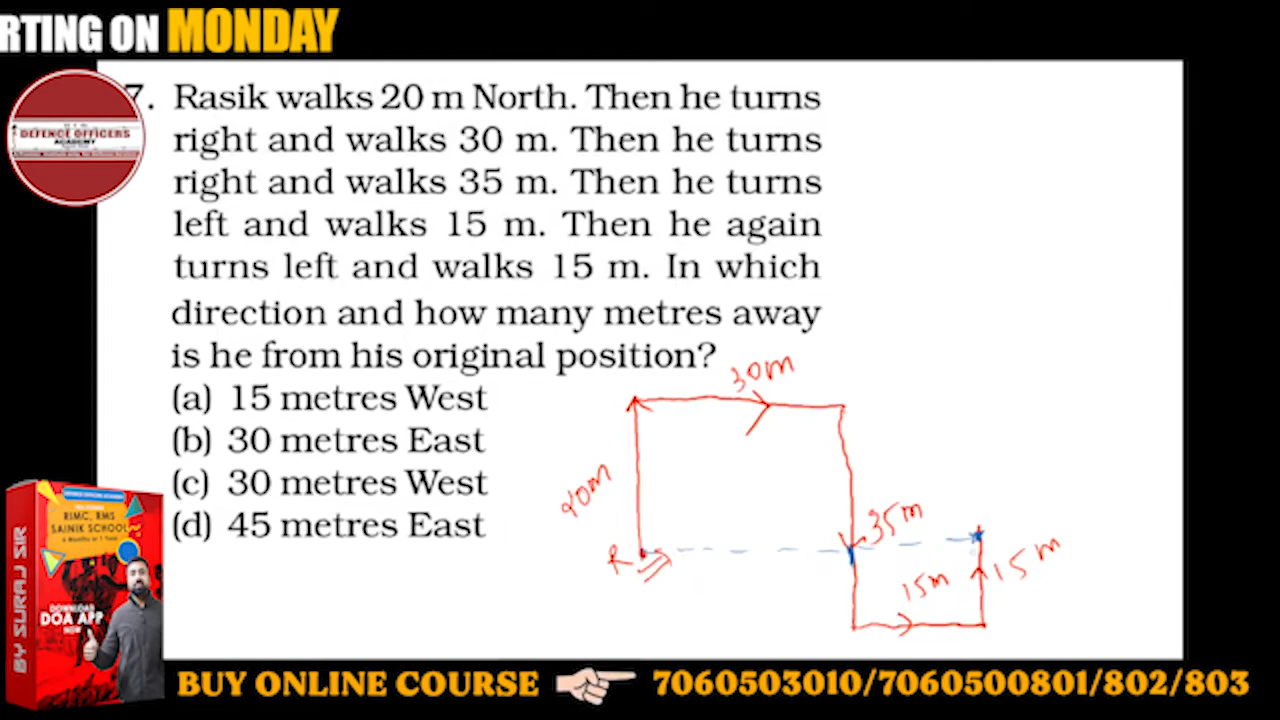 RTING ON MONDAY
7. Rasik walks 20 m North. Then he turns
right and walks 30 m. Then he turns
right and walks 35 m. Then he turns
left and walks 15 m. Then he again
turns left and walks 15 m. In which
direction and how many metres away
is he from his original position?
(a) 15 metres West
(b) 30 metres East
(c) 30 metres West
(d) 45 metres East
DEFENCE OFFICERS
ACADEMY
30m
20m
R
35m
15m
15m
DEFENCE OFFICERS ACADEMY
RIMC, RMS
SAINIK SCHOOL
DOWNLOAD
DOA APP
NOW
BY SURAJ SIR
BUY ONLINE COURSE 7060503010/7060500801/802/803